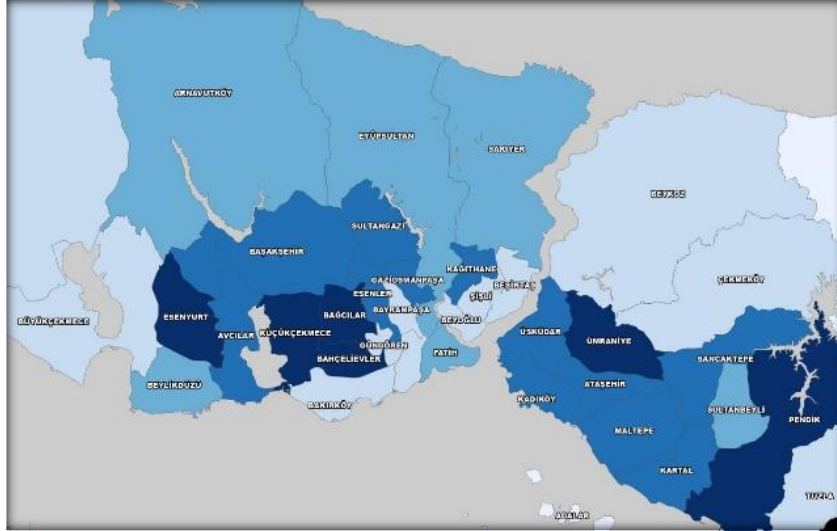 ARNAVUTKÖY
EYÜPSULTAN
SARIYER
BEYKOZ
SULTANGAZİ
BAŞAKŞEHİR
KAĞITHANE
GAZİOSMANPAŞA
ÇEKMEKÖY
BEŞİKTAŞ
ESENLER
ŞİŞLİ
BAYRAMPAŞA
BAĞCILAR
ESENYURT
BEYOĞLU
BÜYÜKÇEKMECE
AVCILAR
KÜÇÜKÇEKMECE
ÜSKÜDAR
ÜMRANİYE
GÜNGÖREN
FATİH
BAHÇELİEVLER
SANCAKTEPE
ATAŞEHİR
BEYLİKDÜZÜ
KADIKÖY
BAKIRKÖY
SULTANBEYLİ
PENDİK
MALTEPE
KARTAL
TUZLA
ADALAR